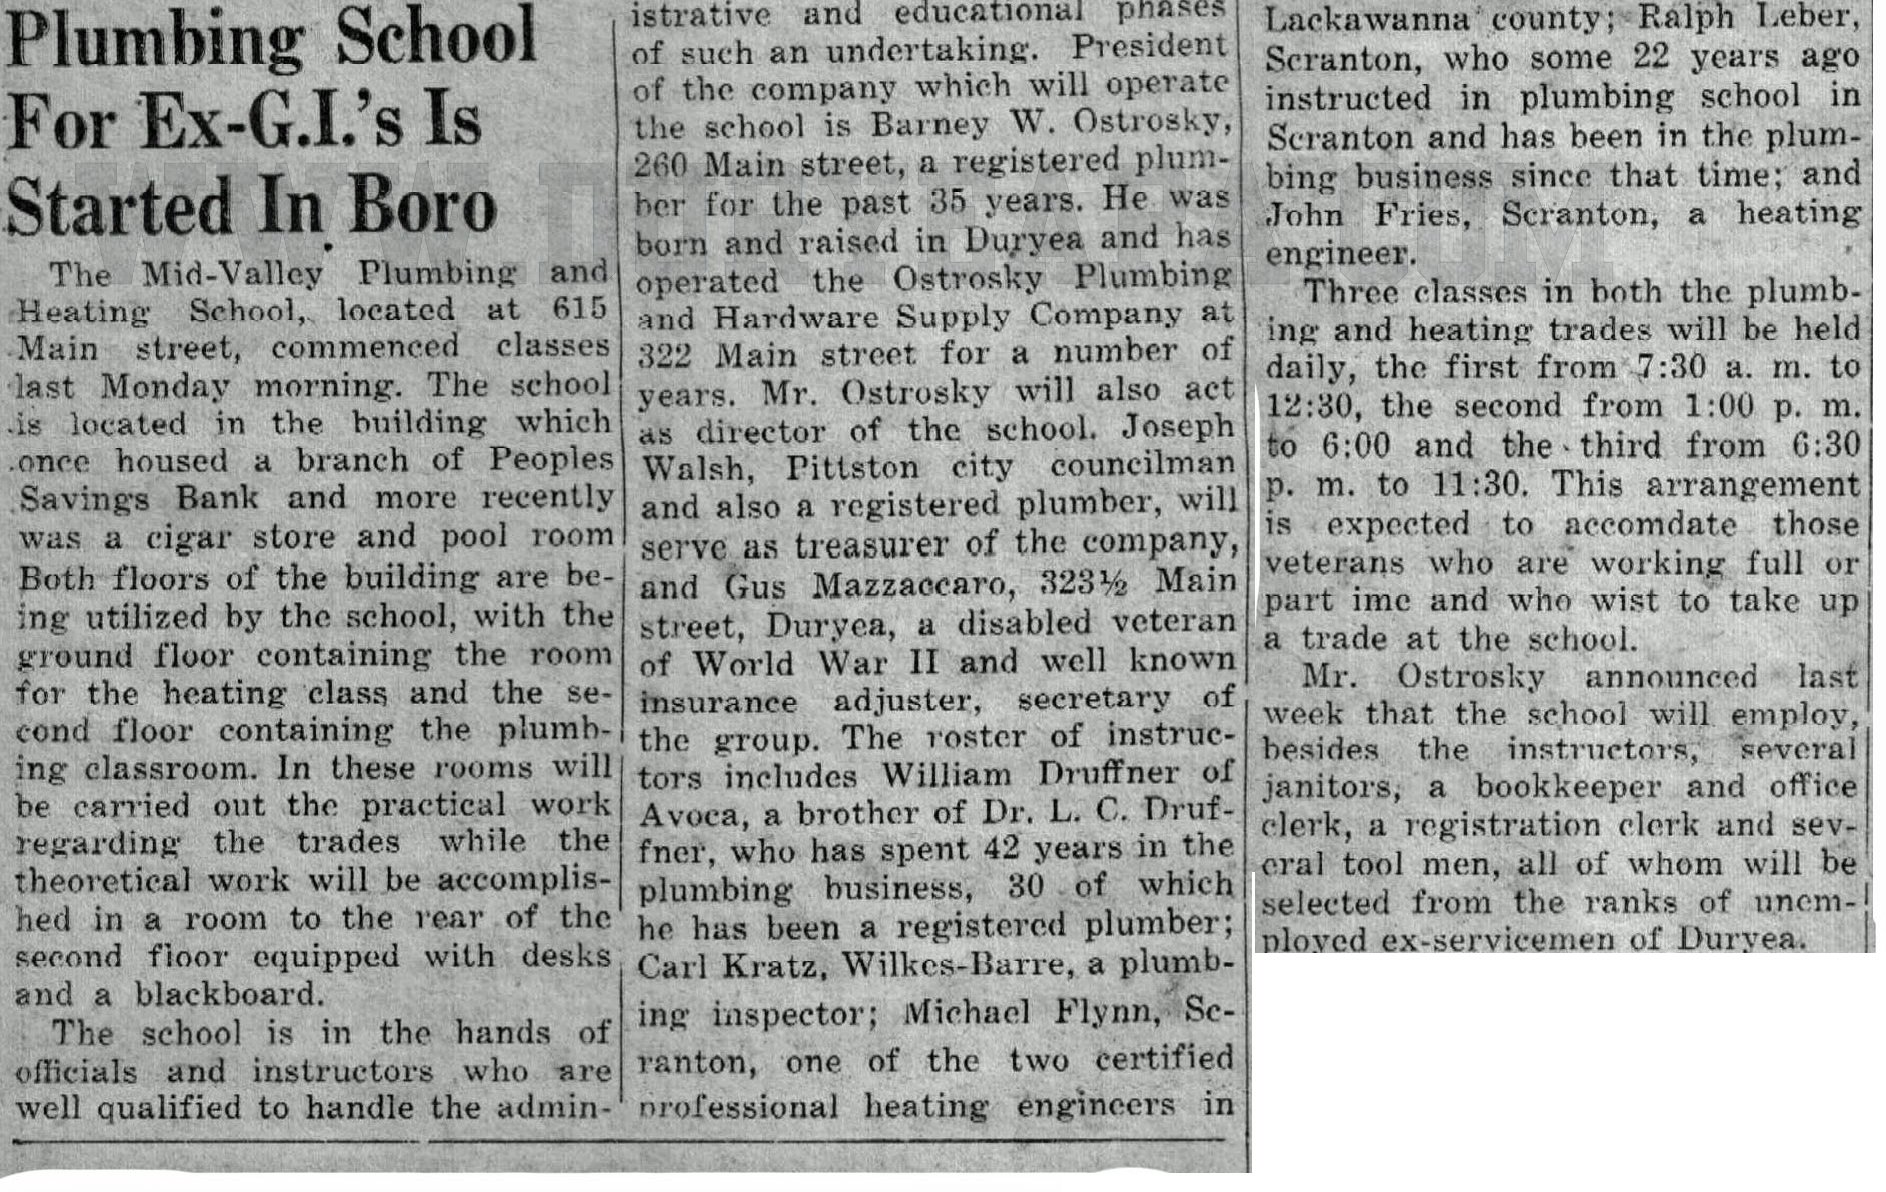 Plumbing School
For Ex-G.I.'s Is
Started In Boro
The Mid-Valley Plumbing and
Heating School, located at 615
Main street, commenced classes
last Monday morning. The school
is located in the building which
once housed a branch of Peoples
Savings Bank and more recently
was a cigar store and pool room
Both floors of the building are be-
ing utilized by the school, with the
ground floor containing the room
for the heating class and the se-
cond floor containing the plumb-
ing classroom. In these rooms will
be carried out the practical work
regarding the trades while the
theoretical work will be accomplis-
hed in a room to the rear of the
second floor equipped with desks
and a blackboard.
The school is in the hands of
officials and instructors who are
well qualified to handle the admin-
istrative and educational phases
of such an undertaking. President
of the company which will operate
the school is Barney W. Ostrosky,
260 Main street, a registered plum-
ber for the past 35 years. He was
born and raised in Duryea and has
operated the Ostrosky Plumbing
and Hardware Supply Company at
322 Main street for a number of
years. Mr. Ostrosky will also act
as director of the school. Joseph
Walsh, Pittston city councilman
and also a registered plumber, will
serve as treasurer of the company,
and Gus Mazzaccaro, 323½ Main
street, Duryea, a disabled veteran
of World War II and well known
insurance adjuster, secretary of
the group. The roster of instruc-
tors includes William Druffner of
Avoca, a brother of Dr. L. C. Druf-
fner, who has spent 42 years in the
plumbing business, 30 of which
he has been a registered plumber;
Carl Kratz, Wilkes-Barre, a plumb-
ing inspector; Michael Flynn, Sc-
ranton, one of the two certified
professional heating engineers in
Lackawanna county; Ralph Leber,
Scranton, who some 22 years ago
instructed in plumbing school in
Scranton and has been in the plum-
bing business since that time; and
John Fries, Scranton, a heating
engineer.
Three classes in both the plumb-
ing and heating trades will be held
daily, the first from 7:30 a. m. to
12:30, the second from 1:00 p. m.
to 6:00 and the third from 6:30
p. m. to 11:30. This arrangement
is expected to accomdate those
veterans who are working full or
part ime and who wist to take up
a trade at the school.
Mr. Ostrosky announced last
week that the school will employ,
besides the instructors, several
janitors, a bookkeeper and office
clerk, a registration clerk and sev-
eral tool men, all of whom will be
selected from the ranks of unem-
ployed ex-servicemen of Duryea.